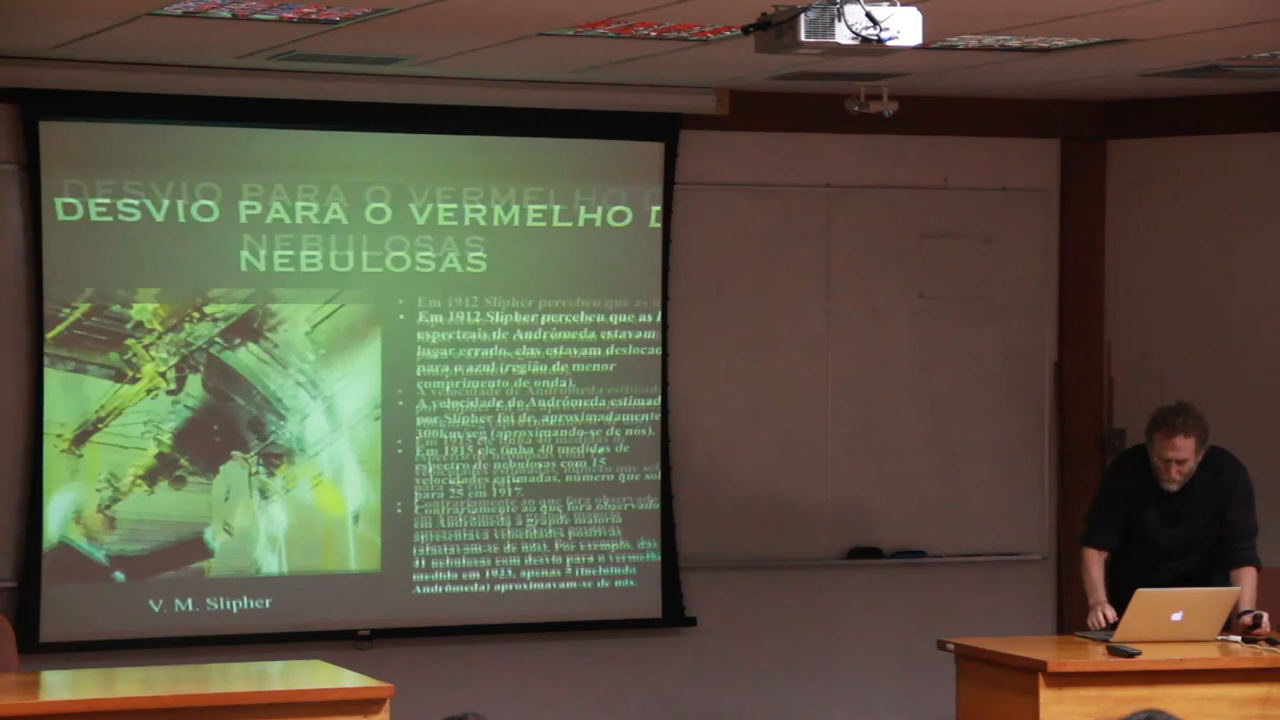 DESVIO PARA O VERMELHO D
NEBULOSAS
Em 1912 Slipher percebeu que as l
espectrais de Andrômeda estavam
lugar errado, elas estavam desloca
para o azul (região de menor
comprimento de onda).
A velocidade de Andrômeda estimad
por Slipher foi de, aproximadamente
300km/seg (aproximando-se de nós).
Em 1915 ele tinha 40 medidas de
espectro de nebulosas com 15
velocidades estimadas, número que so
para 25 em 1917.
Contrariamente ao que fora observado
em Andrômeda a grande maioria
apresentava velocidades positivas
(afastavam-se de nós). Por exemplo, das
41 nebulosas com desvio para o vermelho
medido em 1923, apenas (incluindo
Andrômeda) aproximavam-se de nós.
V. M. Slipher